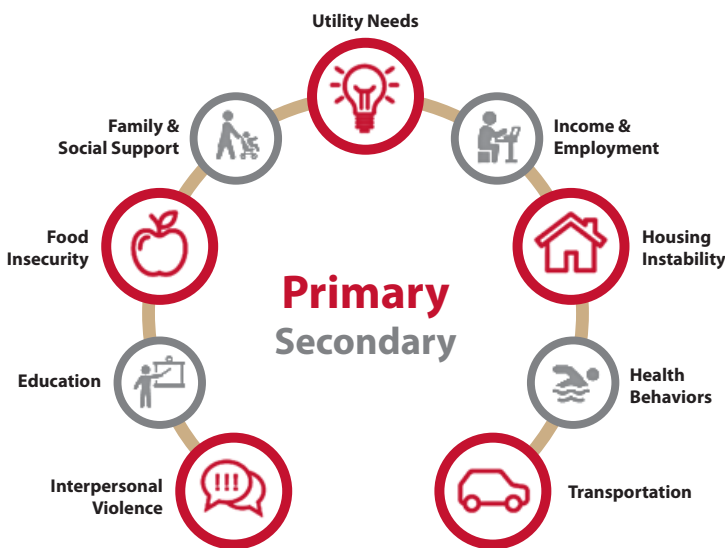 Utility Needs
Family &
Social Support
Income &
Employment
Food
Insecurity
Housing
Instability
Primary
Secondary
Education
Health
Behaviors
Interpersonal
Violence
!!!
Transportation